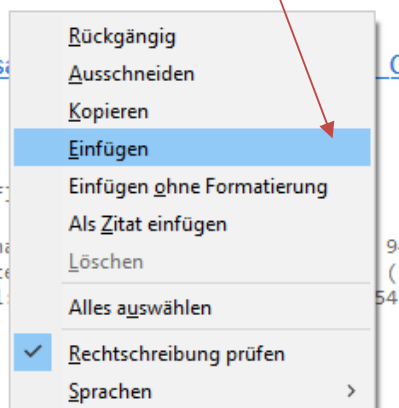 Rückgängig
Ausschneiden
Kopieren
Einfügen
Einfügen ohne Formatierung
Als Zitat einfügen
Löschen
Alles auswählen
Rechtschreibung prüfen
Sprachen